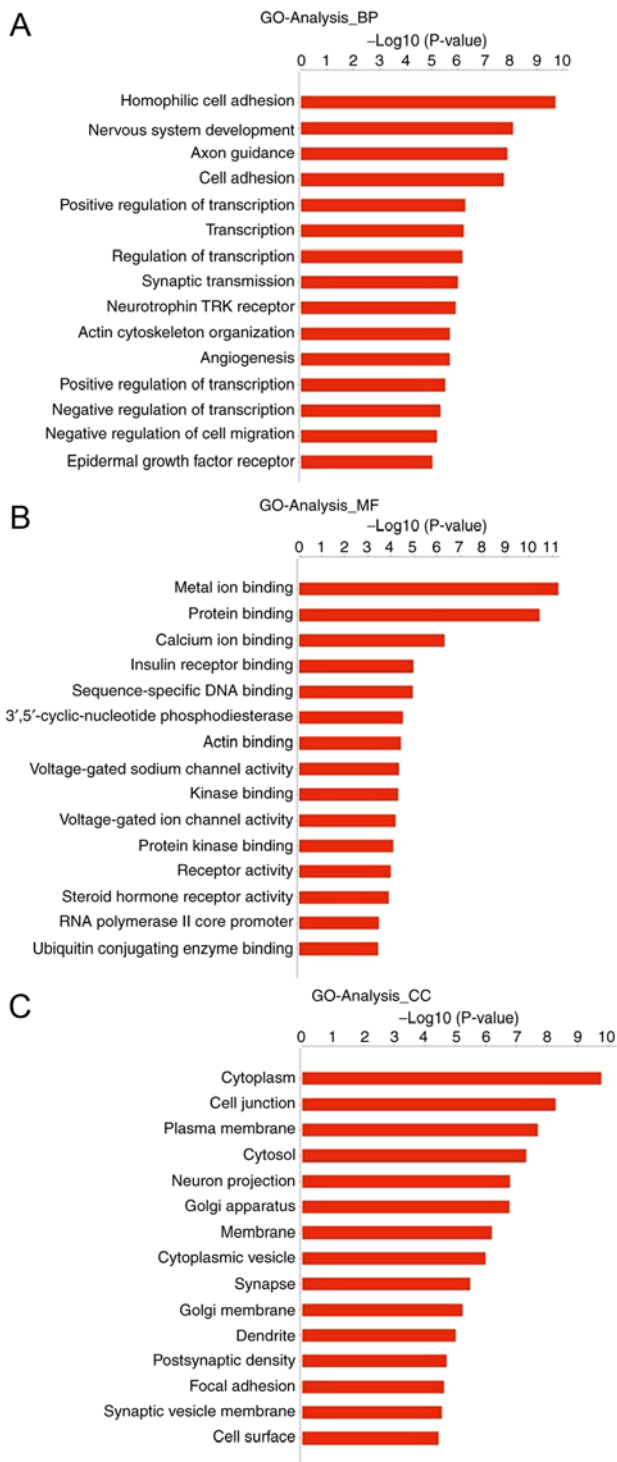 A
GO-Analysis_BP
–Log10 (P-value)
0 1 2 3 4 5 6 7 8 9 10
Homophilic cell adhesion
Nervous system development
Axon guidance
Cell adhesion
Positive regulation of transcription
Transcription
Regulation of transcription
Synaptic transmission
Neurotrophin TRK receptor
Actin cytoskeleton organization
Angiogenesis
Positive regulation of transcription
Negative regulation of transcription
Negative regulation of cell migration
Epidermal growth factor receptor
B
GO-Analysis_MF
–Log10 (P-value)
0 1 2 3 4 5 6 7 8 9 10 11
Metal ion binding
Protein binding
Calcium ion binding
Insulin receptor binding
Sequence-specific DNA binding
3′,5′-cyclic-nucleotide phosphodiesterase
Actin binding
Voltage-gated sodium channel activity
Kinase binding
Voltage-gated ion channel activity
Protein kinase binding
Receptor activity
Steroid hormone receptor activity
RNA polymerase II core promoter
Ubiquitin conjugating enzyme binding
C
GO-Analysis_CC
–Log10 (P-value)
0 1 2 3 4 5 6 7 8 9 10
Cytoplasm
Cell junction
Plasma membrane
Cytosol
Neuron projection
Golgi apparatus
Membrane
Cytoplasmic vesicle
Synapse
Golgi membrane
Dendrite
Postsynaptic density
Focal adhesion
Synaptic vesicle membrane
Cell surface